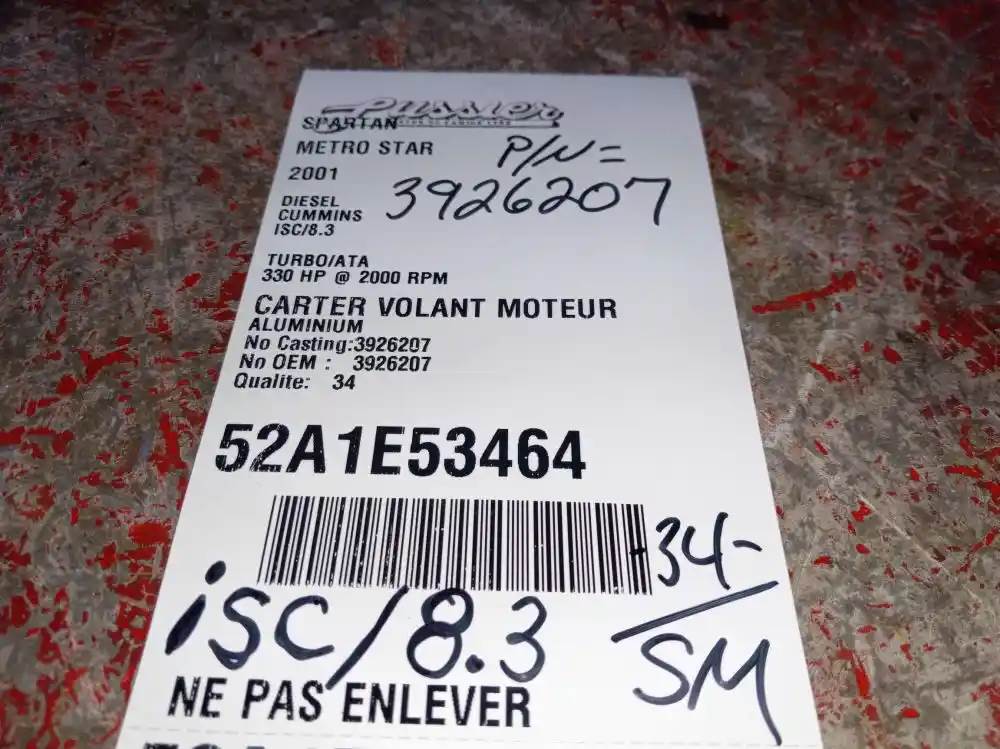 SPARTAN
METRO STAR
P/N=
2001
3926207
DIESEL
CUMMINS
ISC/8.3
TURBO/ATA
330 HP @ 2000 RPM
CARTER VOLANT MOTEUR
ALUMINIUM
No Casting:3926207
No OEM : 3926207
Qualite: 34
52A1E53464
-34-
SM
iSC/8.3
NE PAS ENLEVER